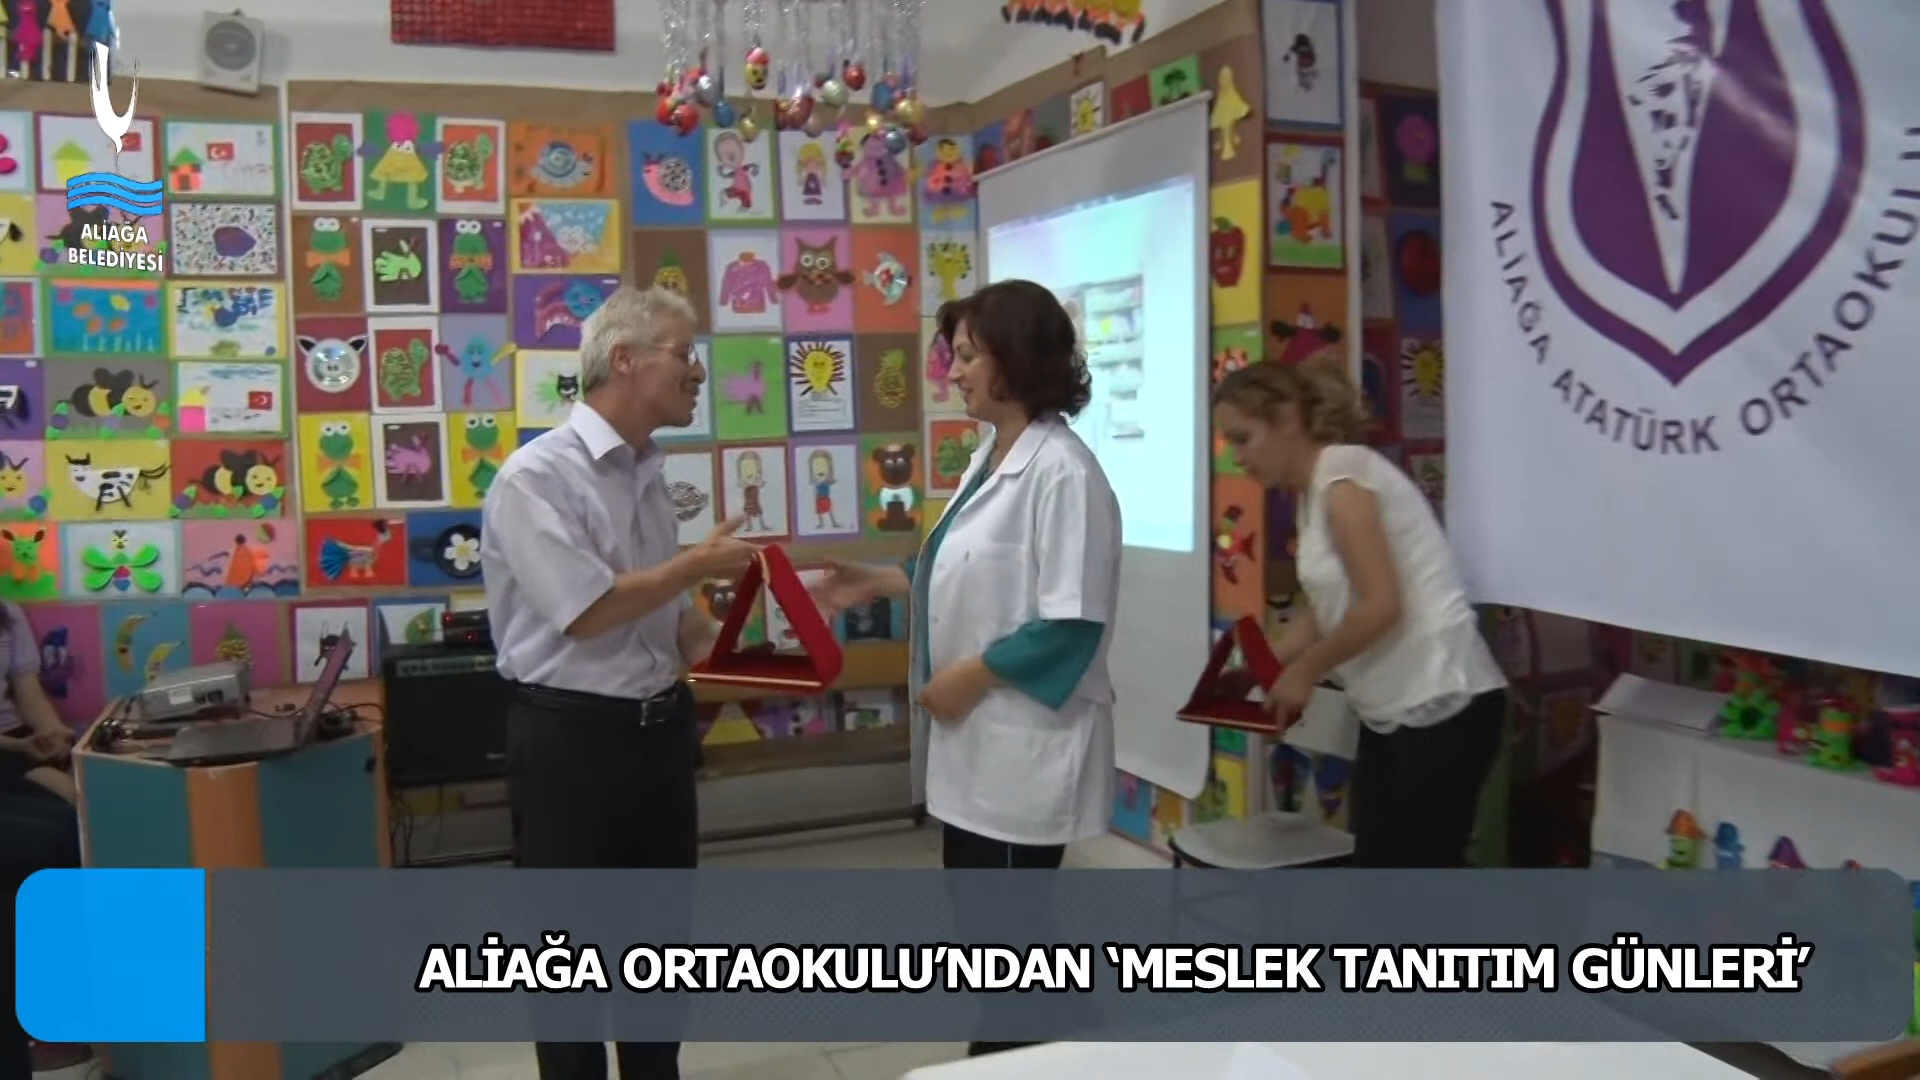 ALİAĞA
BELEDİYESİ
ALİAĞA ATATÜRK ORTAOKULU
ALİAĞA ORTAOKULU’NDAN ‘MESLEK TANITIM GÜNLERİ’